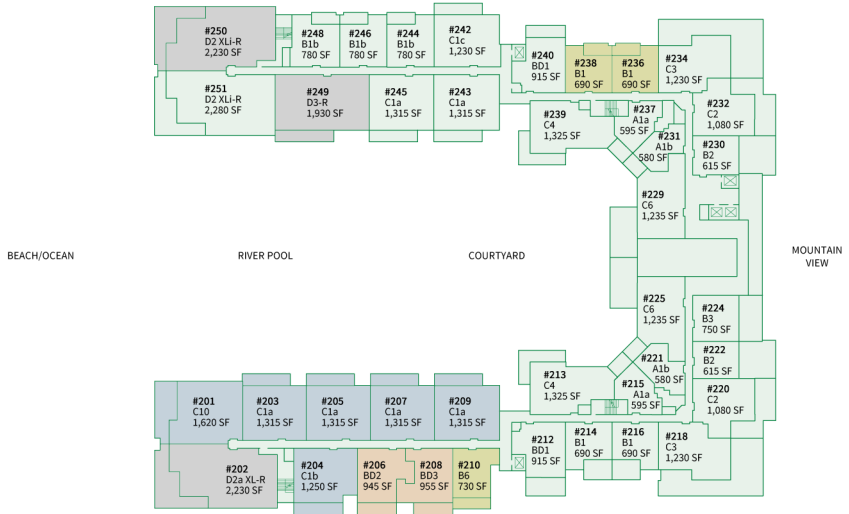 #250
D2 XLi-R
2,230 SF
#248
B1b
780 SF
#246
B1b
780 SF
#244
B1b
780 SF
#242
C1c
1,230 SF
#240
BD1
915 SF
#238
B1
690 SF
#236
B1
690 SF
#234
C3
1,230 SF
#251
D2 XLi-R
2,280 SF
#249
D3-R
1,930 SF
#245
C1a
1,315 SF
#243
C1a
1,315 SF
#239
C4
1,325 SF
#237
A1a
595 SF
#231
A1b
580 SF
#232
C2
1,080 SF
#230
B2
615 SF
#229
C6
1,235 SF
BEACH/OCEAN
RIVER POOL
COURTYARD
MOUNTAIN
VIEW
#225
C6
1,235 SF
#224
B3
750 SF
#222
B2
615 SF
#221
A1b
580 SF
#220
C2
1,080 SF
#213
C4
1,325 SF
#215
A1a
595 SF
#201
C10
1,620 SF
#203
C1a
1,315 SF
#205
C1a
1,315 SF
#207
C1a
1,315 SF
#209
C1a
1,315 SF
#212
BD1
915 SF
#214
B1
690 SF
#216
B1
690 SF
#218
C3
1,230 SF
#202
D2a XL-R
2,230 SF
#204
C1b
1,250 SF
#206
BD2
945 SF
#208
BD3
955 SF
#210
B6
730 SF